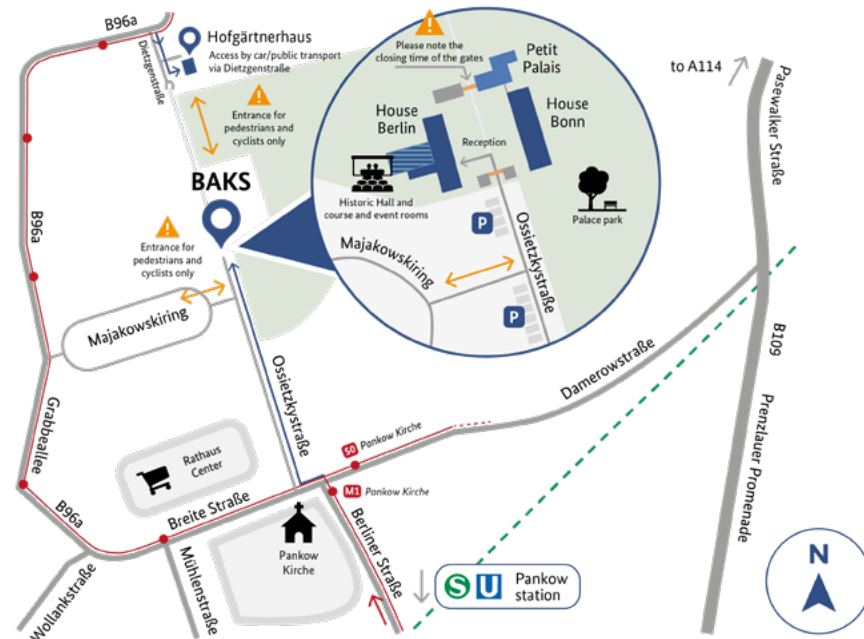 B96a
Hofgärtnerhaus
Access by car/public transport
via Dietzgenstraße
Dietzgenstraße
Entrance for
pedestrians and
cyclists only
BAKS
Entrance for
pedestrians and
cyclists only
B96a
Majakowskiring
Grabbeallee
B96a
Wollankstraße
Rathaus
Center
Breite Straße
Mühlenstraße
Pankow
Kirche
Ossietzkystraße
50 Pankow Kirche
M1 Pankow Kirche
Berliner Straße
S U Pankow
station
Damerowstraße
Please note the
closing time of the gates
Petit
Palais
House
Berlin
House
Bonn
Reception
Historic Hall and
course and event rooms
Palace park
P
Majakowskiring
Ossietzkystraße
P
to A114
Pasewalker Straße
B109
Prenzlauer Promenade
N